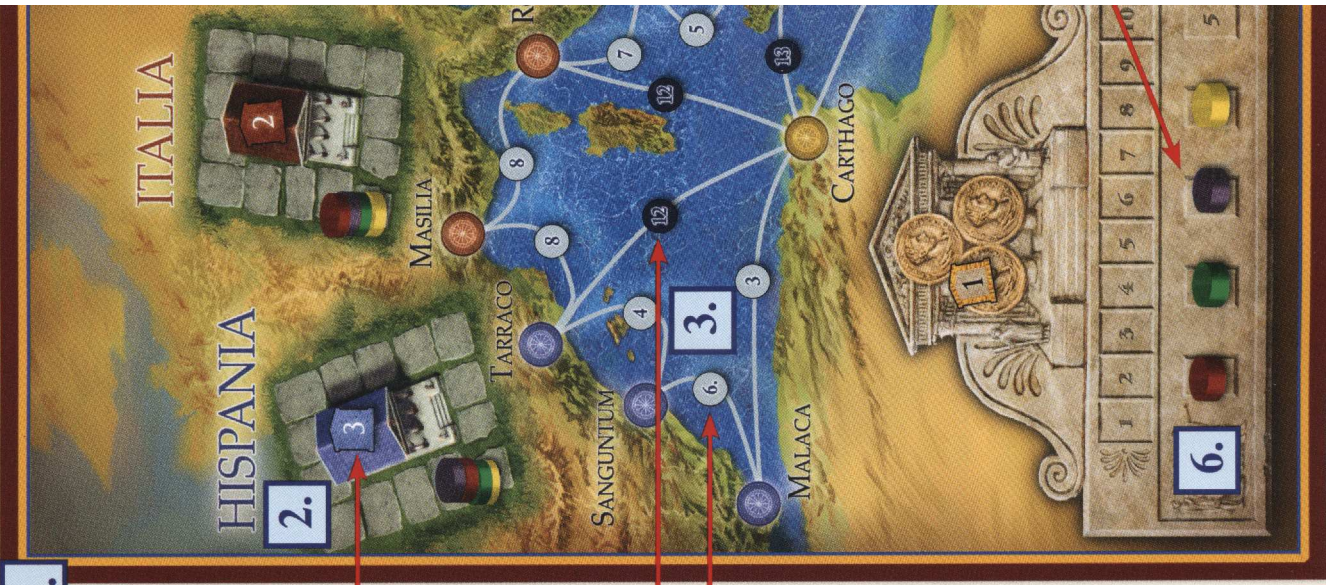 ITALIA
HISPANIA
2
2.
3
MASILIA
TARRACO
8
8
SANGUNTUM
7
4
12
12
5
3.
6.
3
13
MALACA
CARTHAGO
1
1 2 3 4 5 6 7 8 9 10
6.
5